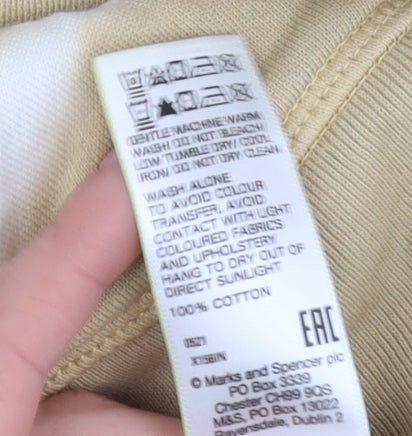 GENTLE MACHINE WARM
WASH/DO NOT BLEACH/
LOW TUMBLE DRY/COOL
IRON/DO NOT DRY CLEAN
WASH ALONE
TO AVOID COLOUR
TRANSFER, AVOID
CONTACT WITH LIGHT
COLOURED FABRICS
AND UPHOLSTERY
HANG TO DRY OUT OF
DIRECT SUNLIGHT
100% COTTON
EAC
0521
© Marks and Spencer plc
PO Box 3339
Chester CH99 9QS
M&S, PO Box 13022
Ravensdale, Dublin 2